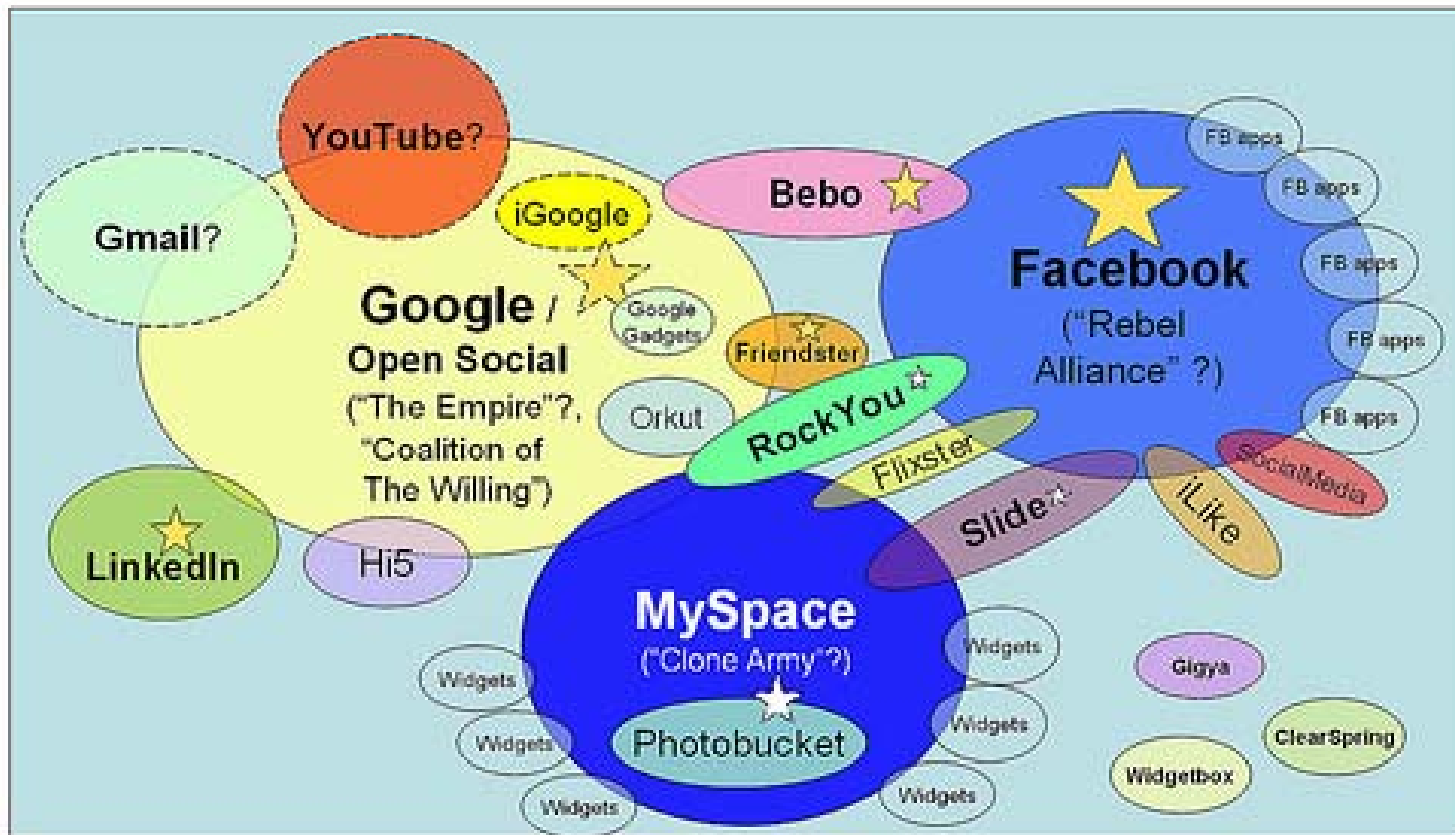 YouTube?
Gmail?
iGoogle
Bebo
FB apps
FB apps
FB apps
FB apps
FB apps
Facebook
("Rebel
Alliance" ?)
Google /
Open Social
("The Empire"?,
"Coalition of
The Willing")
Google
Gadgets
Friendster
Orkut
RockYou
Flixster
Slide
iLike
SocialMedia
LinkedIn
Hi5
MySpace
("Clone Army"?)
Photobucket
Widgets
Widgets
Widgets
Widgets
Widgets
Widgets
Gigya
ClearSpring
Widgetbox